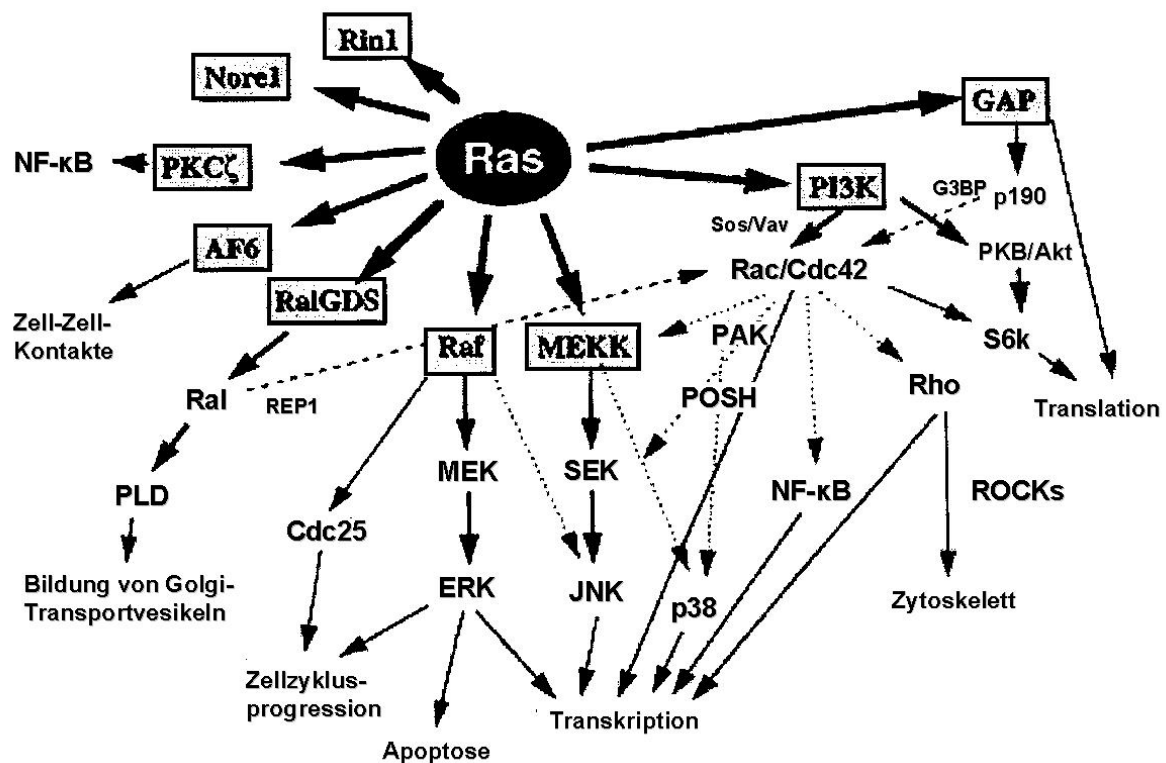 Rin1
Nore1
GAP
Ras
NF-κB
PKCζ
PI3K
G3BP
p190
Sos/Vav
AF6
PKB/Akt
Rac/Cdc42
RalGDS
Zell-Zell-
Kontakte
Raf
MEKK
PAK
S6k
Ral
REP1
POSH
Rho
Translation
MEK
SEK
PLD
NF-κB
ROCKs
Cdc25
Bildung von Golgi-
Transportvesikeln
ERK
JNK
p38
Zytoskelett
Zellzyklus-
progression
Transkription
Apoptose